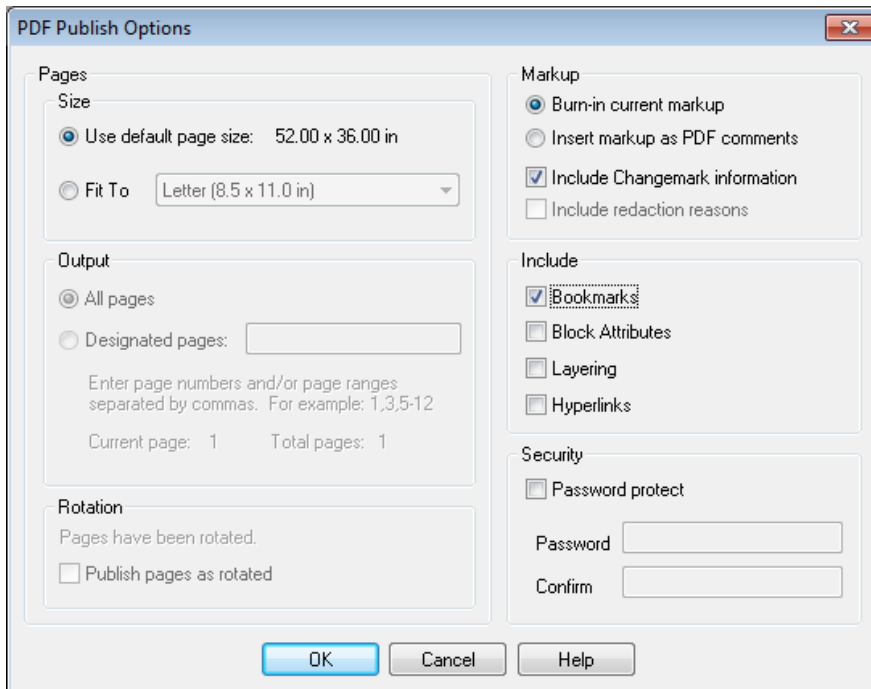 PDF Publish Options
Pages
Size
Use default page size: 52.00 x 36.00 in
Fit To Letter (8.5 x 11.0 in)
Output
All pages
Designated pages:
Enter page numbers and/or page ranges
separated by commas. For example: 1,3,5-12
Current page: 1 Total pages: 1
Rotation
Pages have been rotated.
Publish pages as rotated
Markup
Burn-in current markup
Insert markup as PDF comments
Include Changemark information
Include redaction reasons
Include
Bookmarks
Block Attributes
Layering
Hyperlinks
Security
Password protect
Password
Confirm
OK Cancel Help